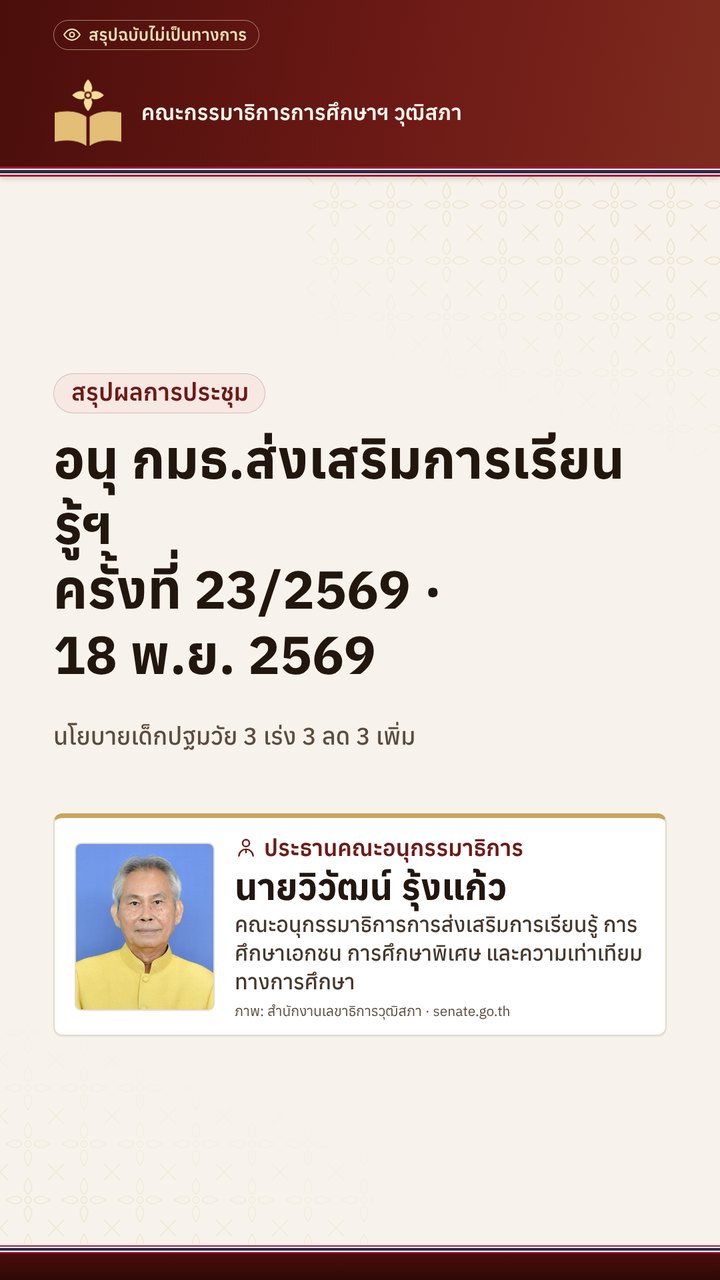 สรุปฉบับไม่เป็นทางการ
คณะกรรมาธิการการศึกษาฯ วุฒิสภา
สรุปผลการประชุม
อนุ กมธ.ส่งเสริมการเรียน
รู้ฯ
ครั้งที่ 23/2569 ·
18 พ.ย. 2569
นโยบายเด็กปฐมวัย 3 เร่ง 3 ลด 3 เพิ่ม
ประธานคณะอนุกรรมาธิการ
นายวิวัฒน์ รุ้งแก้ว
คณะอนุกรรมาธิการการส่งเสริมการเรียนรู้ การ
ศึกษาเอกชน การศึกษาพิเศษ และความเท่าเทียม
ทางการศึกษา
ภาพ: สำนักงานเลขาธิการวุฒิสภา · senate.go.th